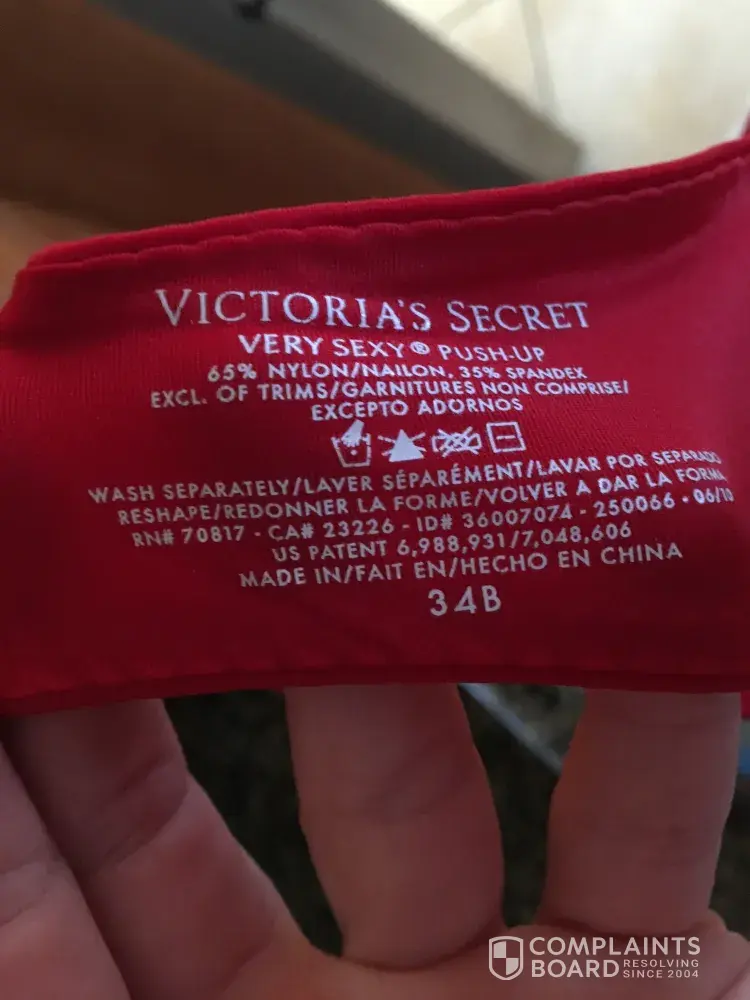 VICTORIA'S SECRET
VERY SEXY® PUSH-UP
65% NYLON/NAILON, 35% SPANDEX
EXCL. OF TRIMS/GARNITURES NON COMPRISE/
EXCEPTO ADORNOS
WASH SEPARATELY/LAVER SÉPARÉMENT/LAVAR POR SEPARADO
RESHAPE/REDONNER LA FORME/VOLVER A DAR LA FORMA
RN# 70817 - CA# 23226 - ID# 36007074 - 250066 - 06/10
US PATENT 6,988,931/7,048,606
MADE IN/FAIT EN/HECHO EN CHINA
34B
COMPLAINTS
BOARD RESOLVING SINCE 2004